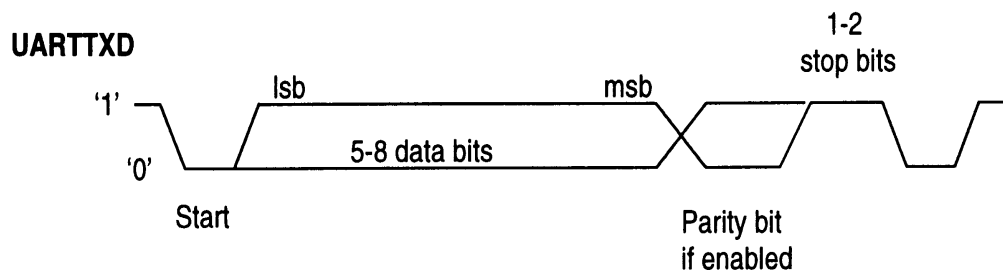 UARTTXD
1-2
stop bits
'1'
lsb
msb
'0'
5-8 data bits
Start
Parity bit
if enabled